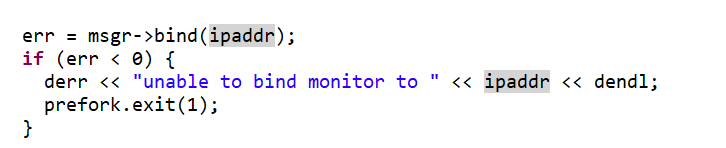 err = msgr->bind(ipaddr);
if (err < 0) {
  derr << "unable to bind monitor to " << ipaddr << dendl;
  prefork.exit(1);
}